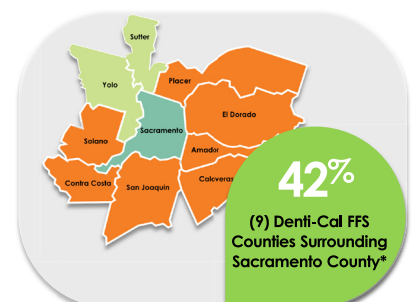 Sutter
Placer
Yolo
El Dorado
Sacramento
Solano
Amador
Contra Costa
San Joaquin
Calaveras
42%
(9) Denti-Cal FFS
Counties Surrounding
Sacramento County*